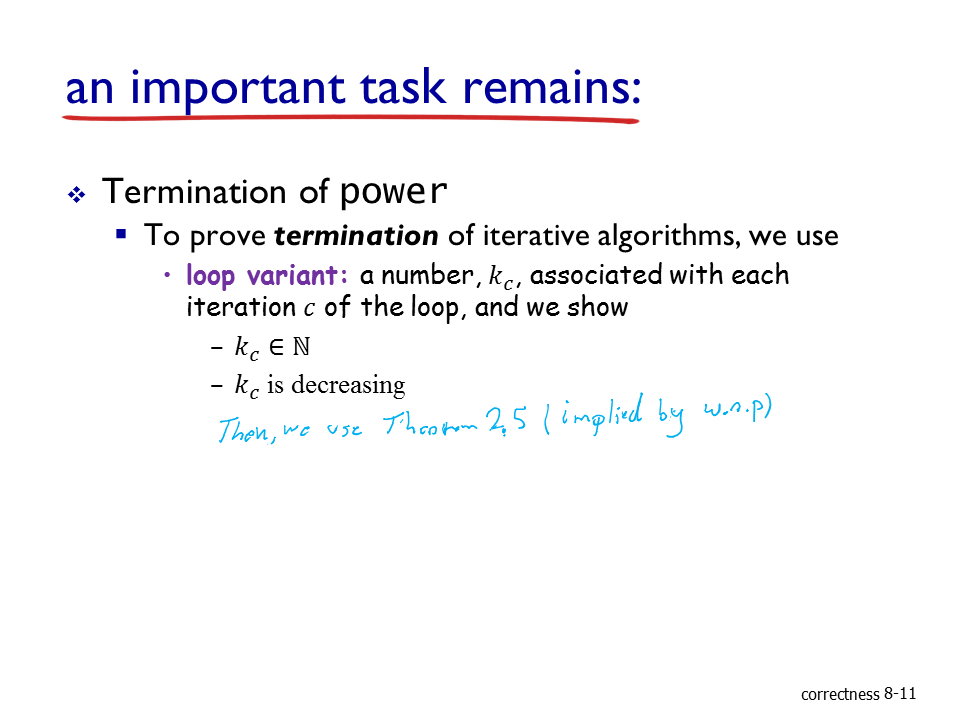 an important task remains:
❖ Termination of power
▪ To prove termination of iterative algorithms, we use
• loop variant: a number, k_c, associated with each
iteration c of the loop, and we show
– k_c ∈ ℕ
– k_c is decreasing
Then, we use Theorem 2.5 (implied by w.o.p)
correctness 8-11